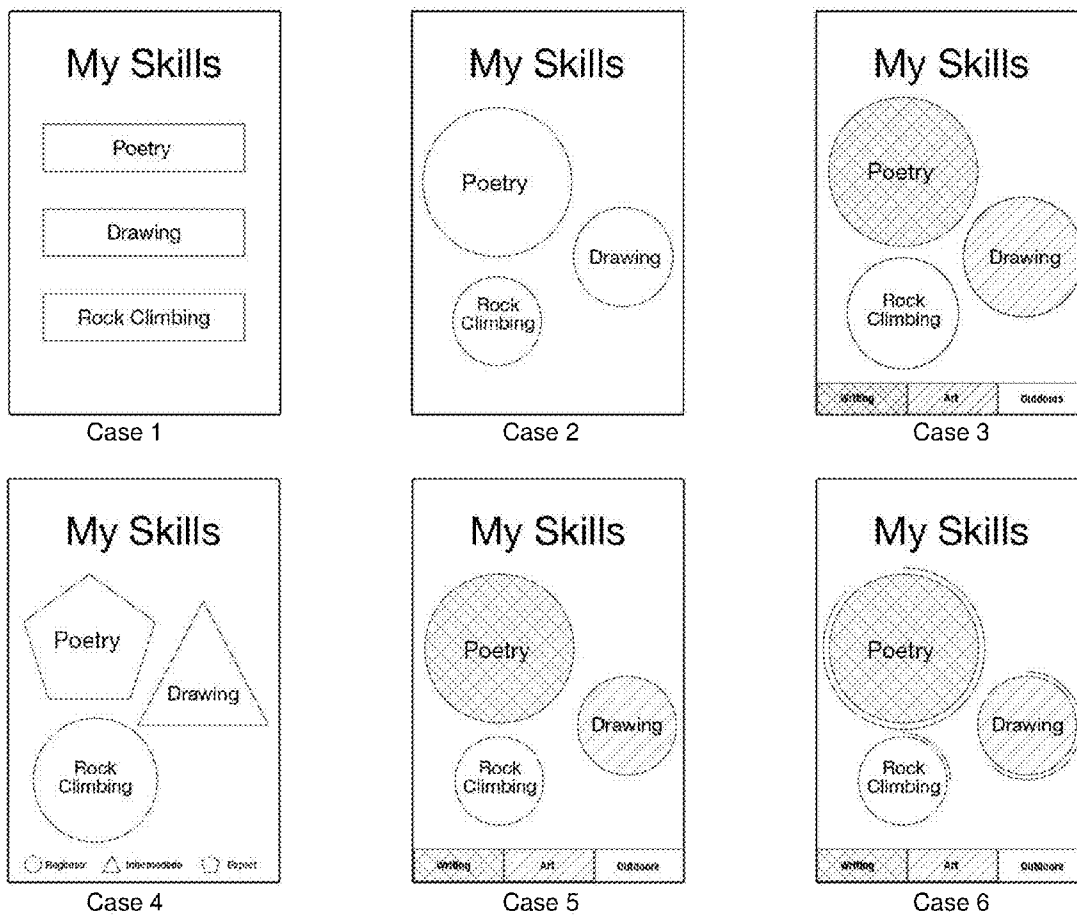 My Skills
Poetry
Drawing
Rock Climbing
Case 1
My Skills
Poetry
Drawing
Rock
Climbing
Case 2
My Skills
Poetry
Drawing
Rock
Climbing
Writing Art Outdoors
Case 3
My Skills
Poetry
Drawing
Rock
Climbing
Beginner Intermediate Expert
Case 4
My Skills
Poetry
Drawing
Rock
Climbing
Writing Art Outdoors
Case 5
My Skills
Poetry
Drawing
Rock
Climbing
Writing Art Outdoors
Case 6